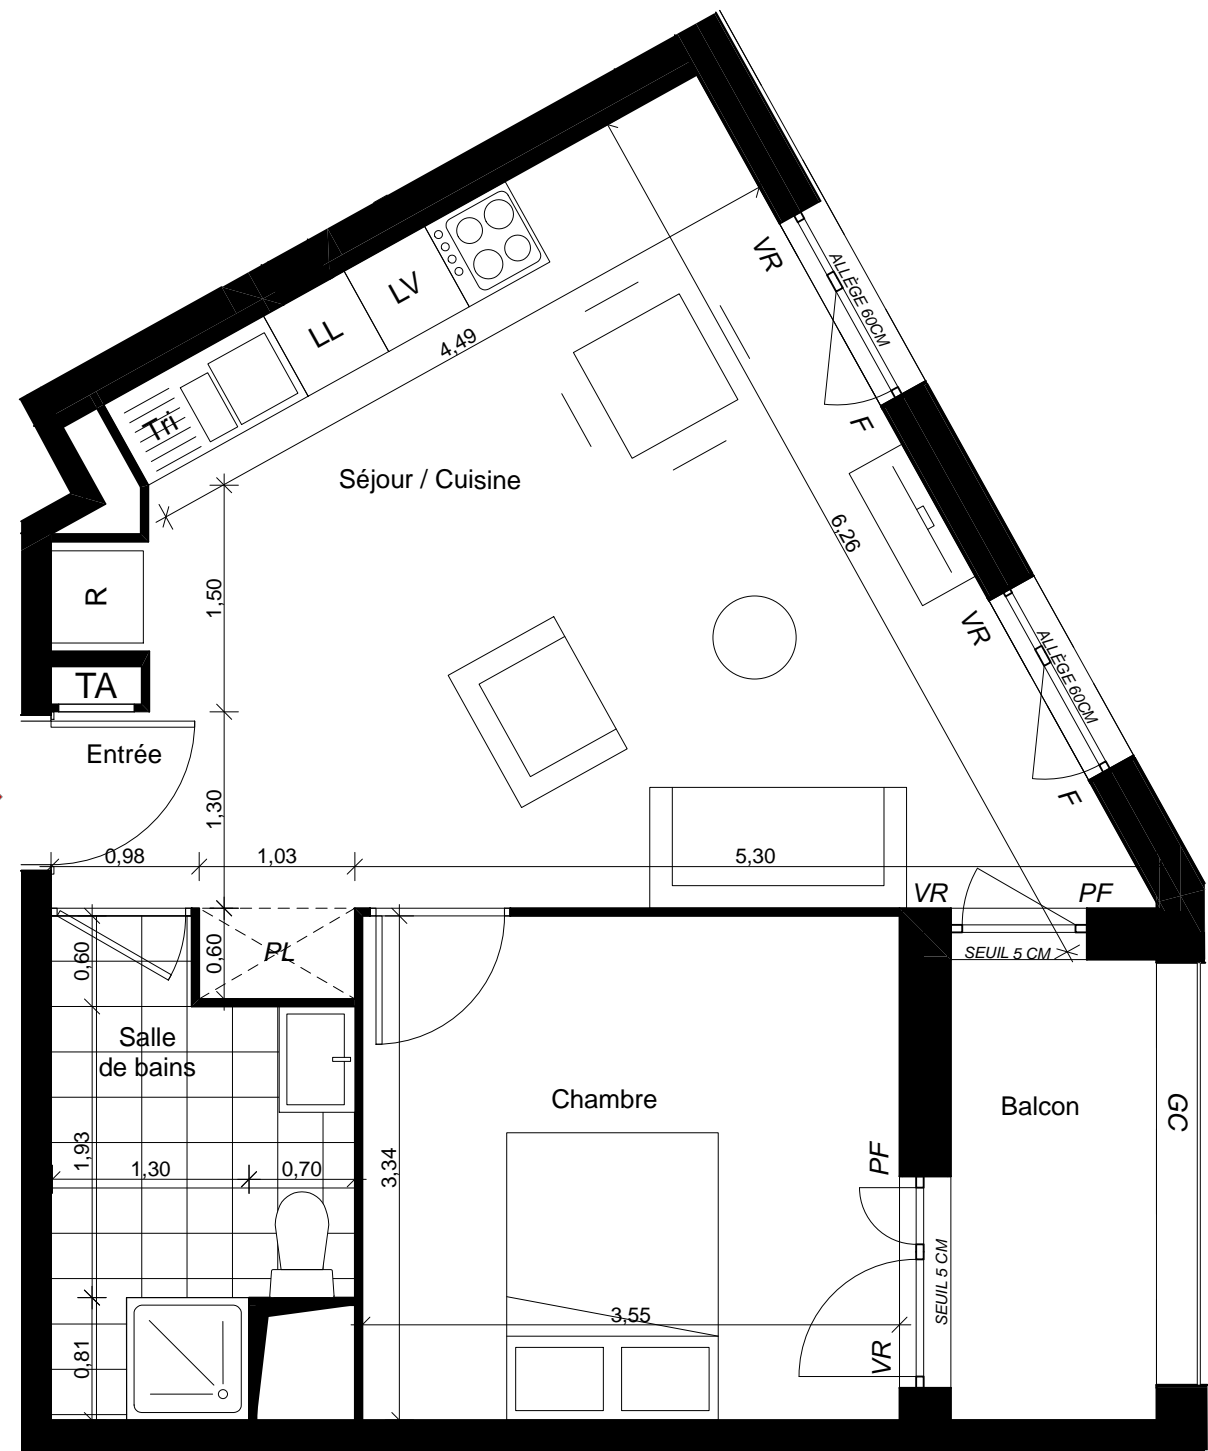 VR
ALLÈGE 60CM
LV
LL
4,49
Tri
F
Séjour / Cuisine
6,26
R
1,50
VR
ALLÈGE 60CM
TA
Entrée
F
1,30
0,98
1,03
5,30
VR
PF
PL
0,60
0,60
SEUIL 5 CM
Salle
de bains
Chambre
Balcon
GC
1,93
1,30
0,70
3,34
PF
SEUIL 5 CM
3,55
VR
0,81